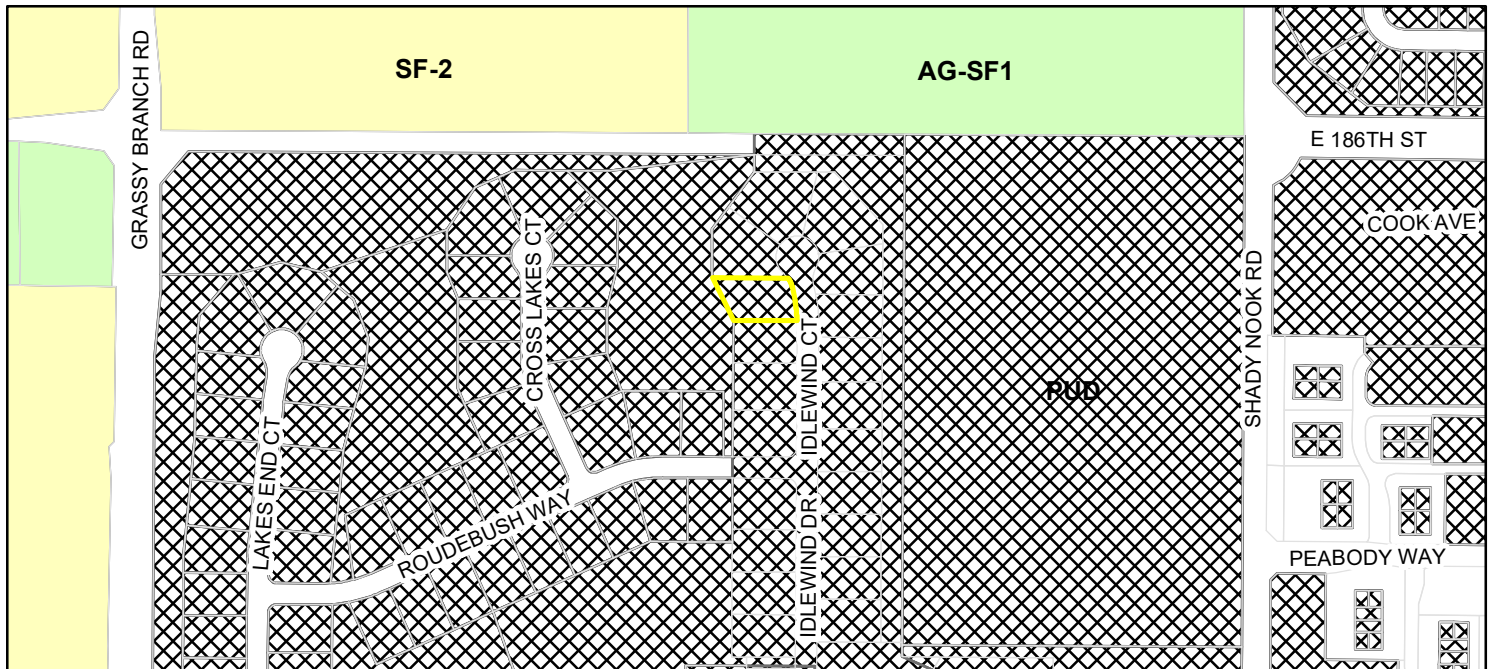 SF-2
AG-SF1
GRASSY BRANCH RD
E 186TH ST
COOK AVE
CROSS LAKES CT
SHADY NOOK RD
IDLEWIND CT
PUD
LAKES END CT
ROUDEBUSH WAY
IDLEWIND DR
PEABODY WAY